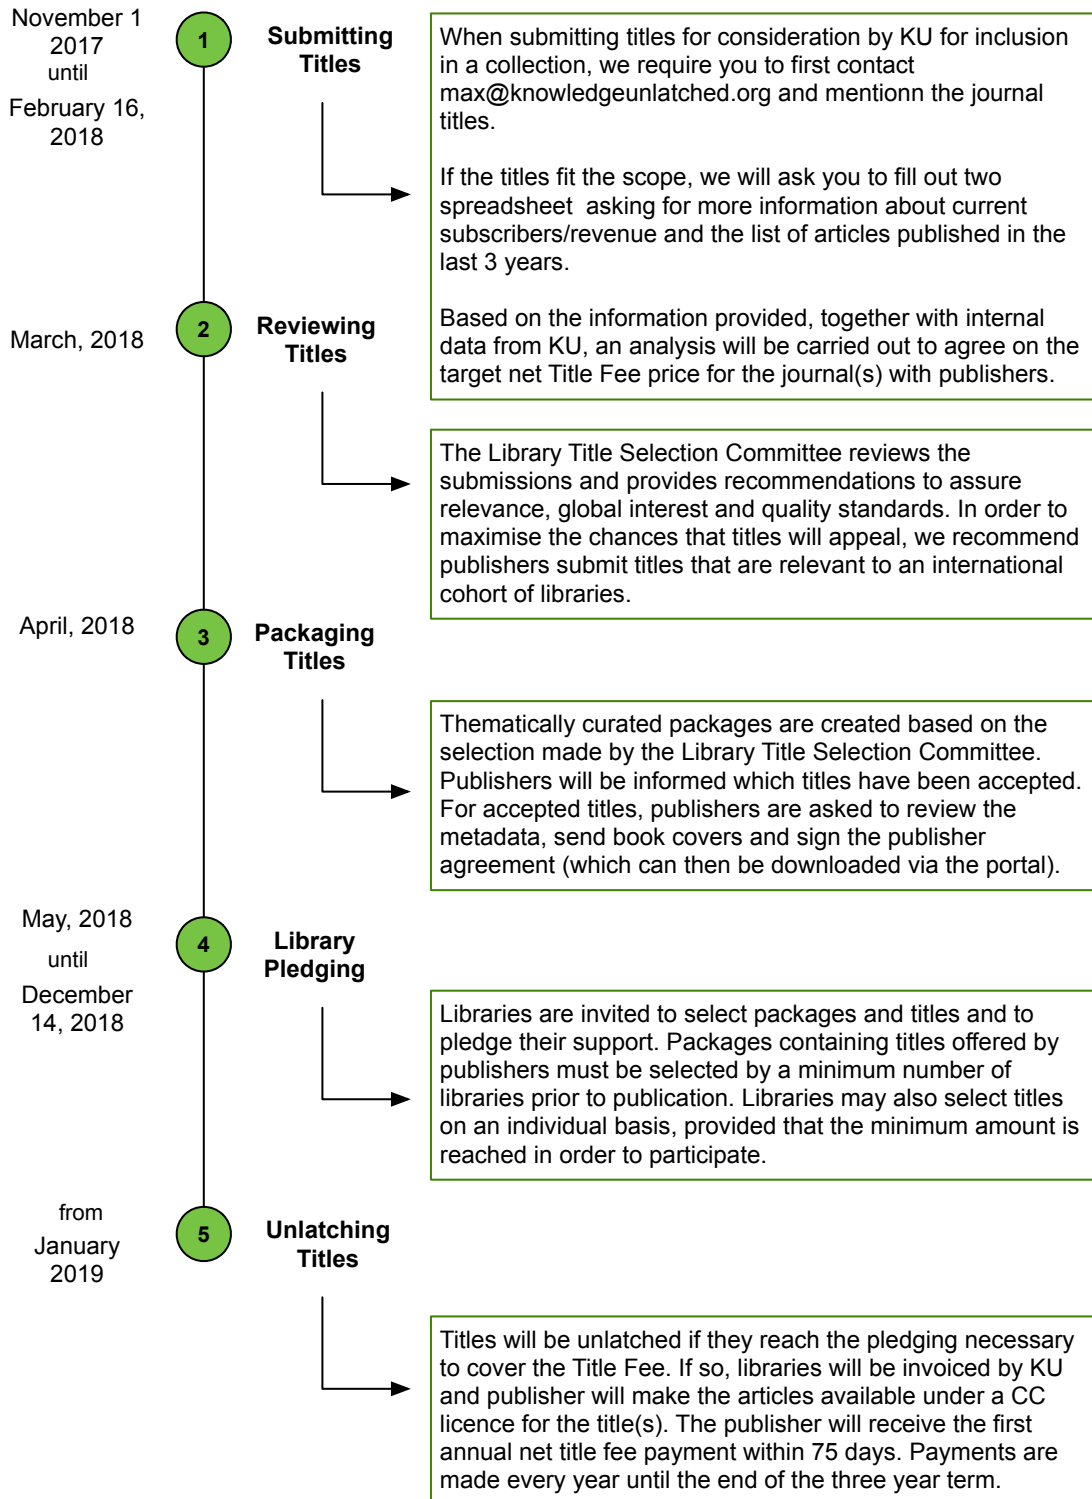 November 1
2017
until
February 16,
2018
1
Submitting
Titles
When submitting titles for consideration by KU for inclusion
in a collection, we require you to first contact
max@knowledgeunlatched.org and mentionn the journal
titles.
If the titles fit the scope, we will ask you to fill out two
spreadsheet  asking for more information about current
subscribers/revenue and the list of articles published in the
last 3 years.
Based on the information provided, together with internal
data from KU, an analysis will be carried out to agree on the
target net Title Fee price for the journal(s) with publishers.
March, 2018
2
Reviewing
Titles
The Library Title Selection Committee reviews the
submissions and provides recommendations to assure
relevance, global interest and quality standards. In order to
maximise the chances that titles will appeal, we recommend
publishers submit titles that are relevant to an international
cohort of libraries.
April, 2018
3
Packaging
Titles
Thematically curated packages are created based on the
selection made by the Library Title Selection Committee.
Publishers will be informed which titles have been accepted.
For accepted titles, publishers are asked to review the
metadata, send book covers and sign the publisher
agreement (which can then be downloaded via the portal).
May, 2018
until
December
14, 2018
4
Library
Pledging
Libraries are invited to select packages and titles and to
pledge their support. Packages containing titles offered by
publishers must be selected by a minimum number of
libraries prior to publication. Libraries may also select titles
on an individual basis, provided that the minimum amount is
reached in order to participate.
from
January
2019
5
Unlatching
Titles
Titles will be unlatched if they reach the pledging necessary
to cover the Title Fee. If so, libraries will be invoiced by KU
and publisher will make the articles available under a CC
licence for the title(s). The publisher will receive the first
annual net title fee payment within 75 days. Payments are
made every year until the end of the three year term.